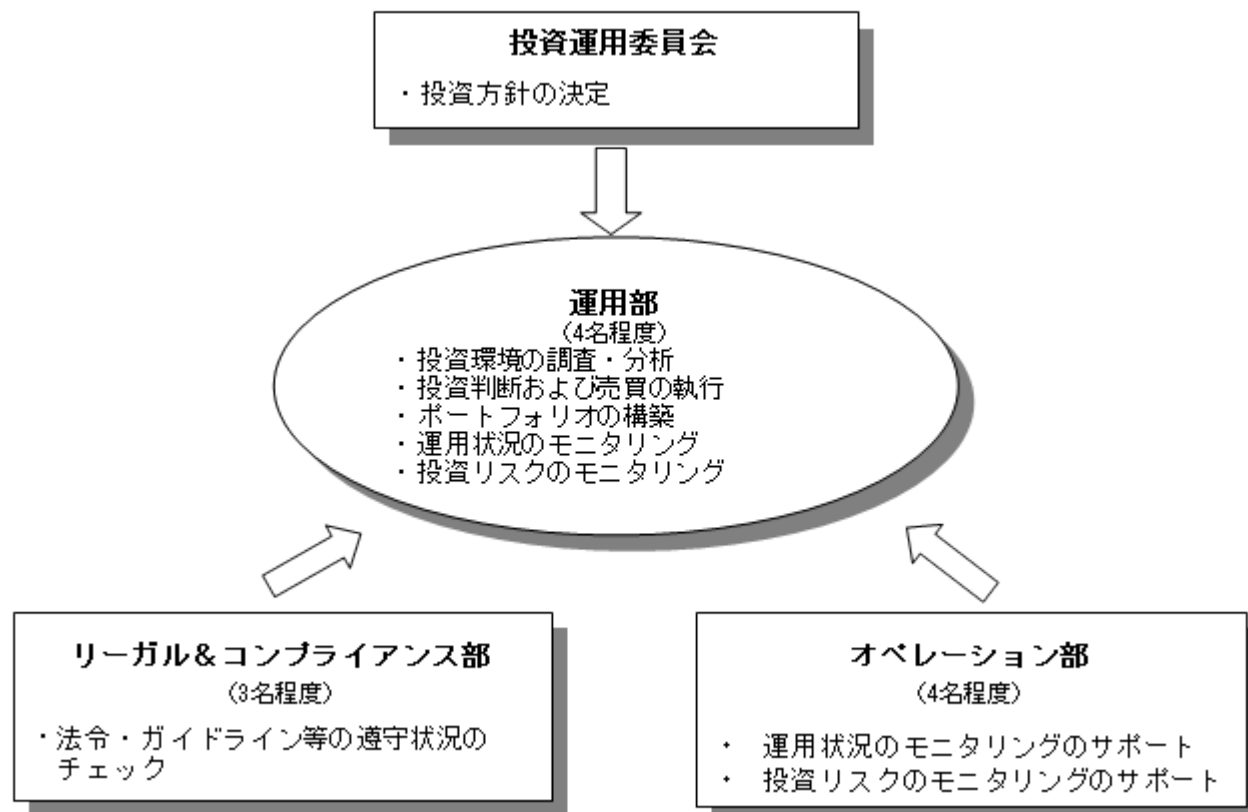 投資運用委員会
・投資方針の決定
運用部
(4名程度)
・投資環境の調査・分析
・投資判断および売買の執行
・ポートフォリオの構築
・運用状況のモニタリング
・投資リスクのモニタリング
リーガル＆コンプライアンス部
(3名程度)
・法令・ガイドライン等の遵守状況の
チェック
オペレーション部
(4名程度)
・ 運用状況のモニタリングのサポート
・ 投資リスクのモニタリングのサポート